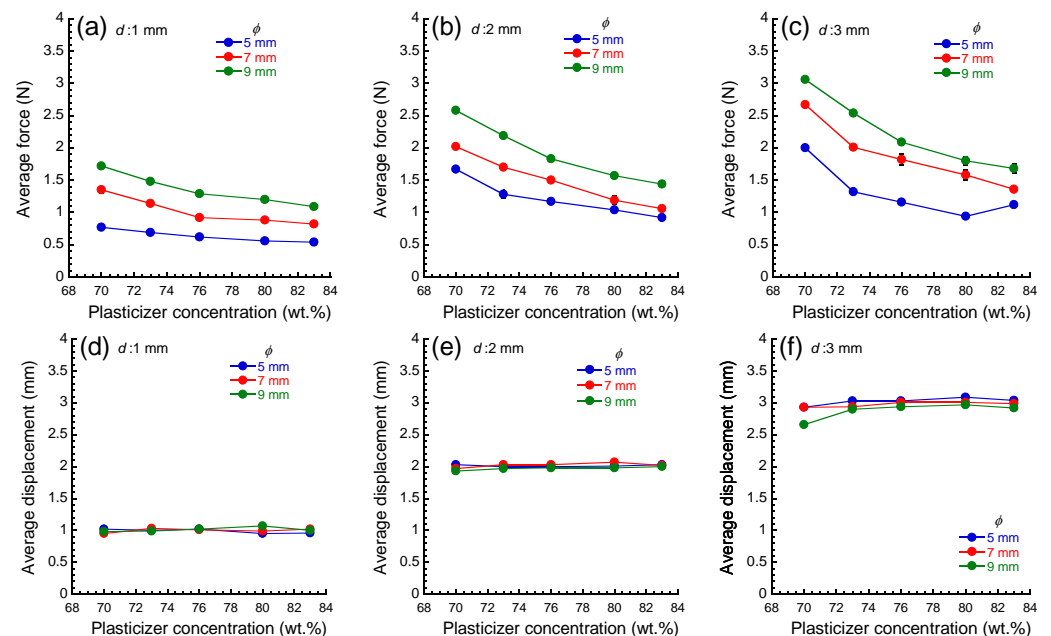 (a) d :1 mm
ϕ
5 mm
7 mm
9 mm
Average force (N)
4
3.5
3
2.5
2
1.5
1
0.5
0
68 70 72 74 76 78 80 82 84
Plasticizer concentration (wt.%)
(b) d :2 mm
ϕ
5 mm
7 mm
9 mm
Average force (N)
4
3.5
3
2.5
2
1.5
1
0.5
0
68 70 72 74 76 78 80 82 84
Plasticizer concentration (wt.%)
(c) d :3 mm
ϕ
5 mm
7 mm
9 mm
Average force (N)
4
3.5
3
2.5
2
1.5
1
0.5
0
68 70 72 74 76 78 80 82 84
Plasticizer concentration (wt.%)
(d) d :1 mm
ϕ
5 mm
7 mm
9 mm
Average displacement (mm)
4
3.5
3
2.5
2
1.5
1
0.5
0
68 70 72 74 76 78 80 82 84
Plasticizer concentration (wt.%)
(e) d :2 mm
ϕ
5 mm
7 mm
9 mm
Average displacement (mm)
4
3.5
3
2.5
2
1.5
1
0.5
0
68 70 72 74 76 78 80 82 84
Plasticizer concentration (wt.%)
(f) d :3 mm
Average displacement (mm)
4
3.5
3
2.5
2
1.5
1
0.5
0
ϕ
5 mm
7 mm
9 mm
68 70 72 74 76 78 80 82 84
Plasticizer concentration (wt.%)